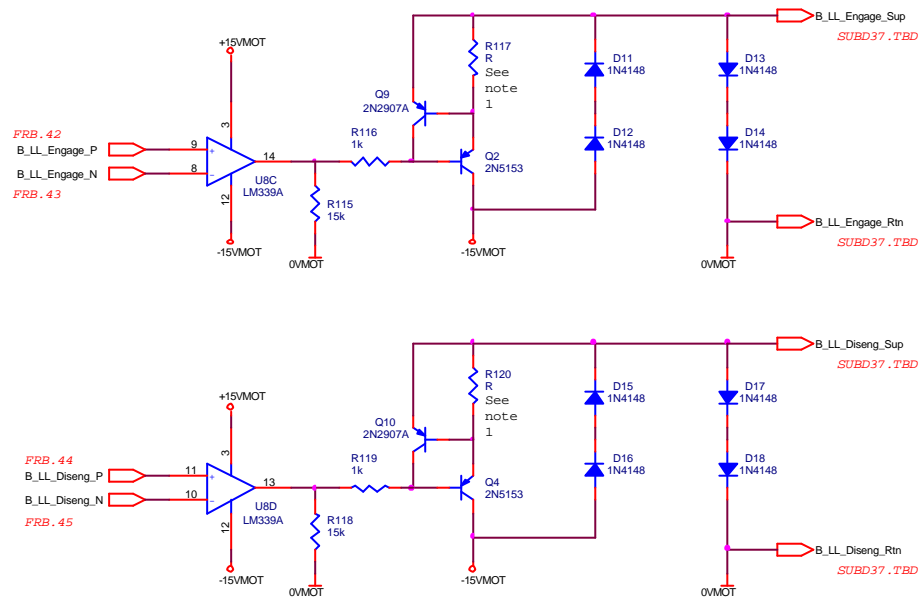 B_LL_Engage_Sup
SUBD37.TBD
+15VMOT
R117
R
See
note
1
D11
1N4148
D13
1N4148
Q9
2N2907A
3
FRB.42
B_LL_Engage_P
9
+
14
R116
1k
D12
1N4148
D14
1N4148
B_LL_Engage_N
8
-
FRB.43
U8C
LM339A
12
Q2
2N5153
R115
15k
B_LL_Engage_Rtn
SUBD37.TBD
-15VMOT
0VMOT
-15VMOT
0VMOT
B_LL_Diseng_Sup
SUBD37.TBD
+15VMOT
R120
R
See
note
1
D15
1N4148
D17
1N4148
Q10
2N2907A
3
FRB.44
B_LL_Diseng_P
11
+
13
R119
1k
D16
1N4148
D18
1N4148
B_LL_Diseng_N
10
-
FRB.45
U8D
LM339A
12
Q4
2N5153
R118
15k
B_LL_Diseng_Rtn
SUBD37.TBD
-15VMOT
0VMOT
-15VMOT
0VMOT